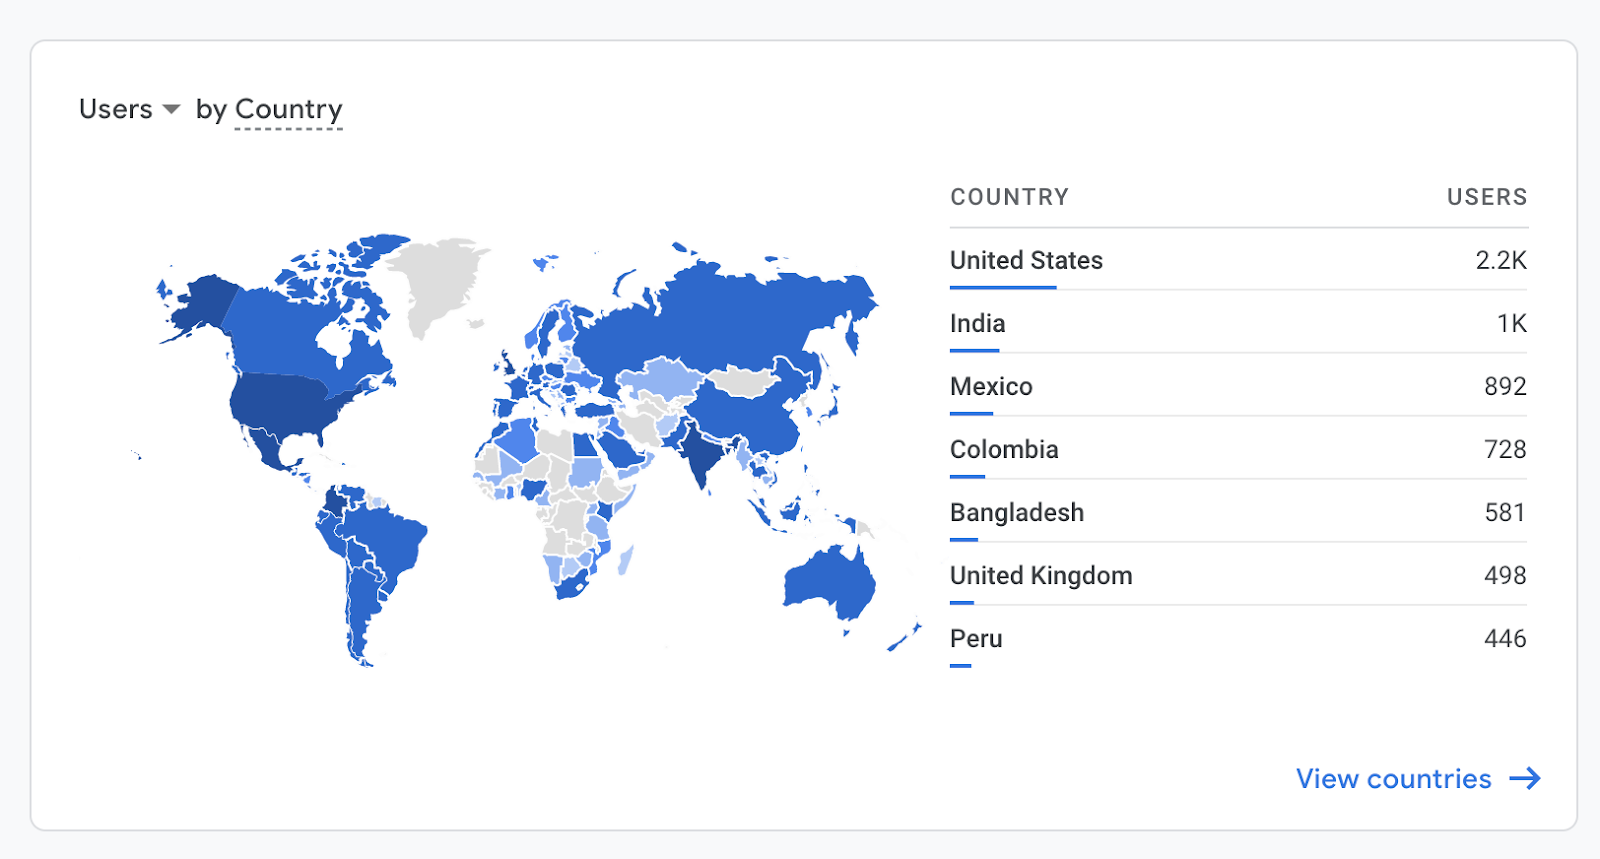 Users by Country
COUNTRY USERS
United States 2.2K
India 1K
Mexico 892
Colombia 728
Bangladesh 581
United Kingdom 498
Peru 446
View countries